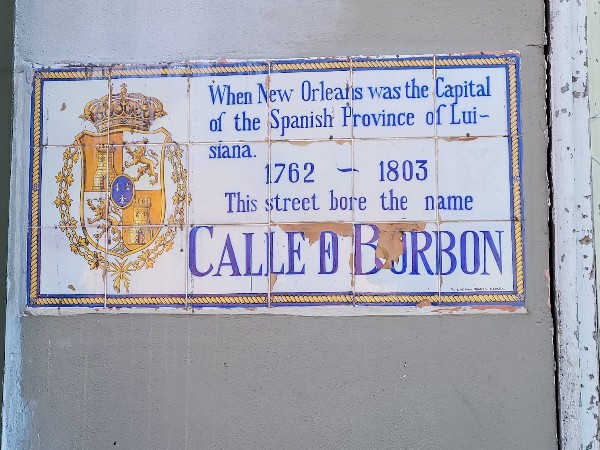 When New Orleans was the Capital
of the Spanish Province of Lui-
siana.
1762 ~ 1803
This street bore the name
CALLE D BORBON